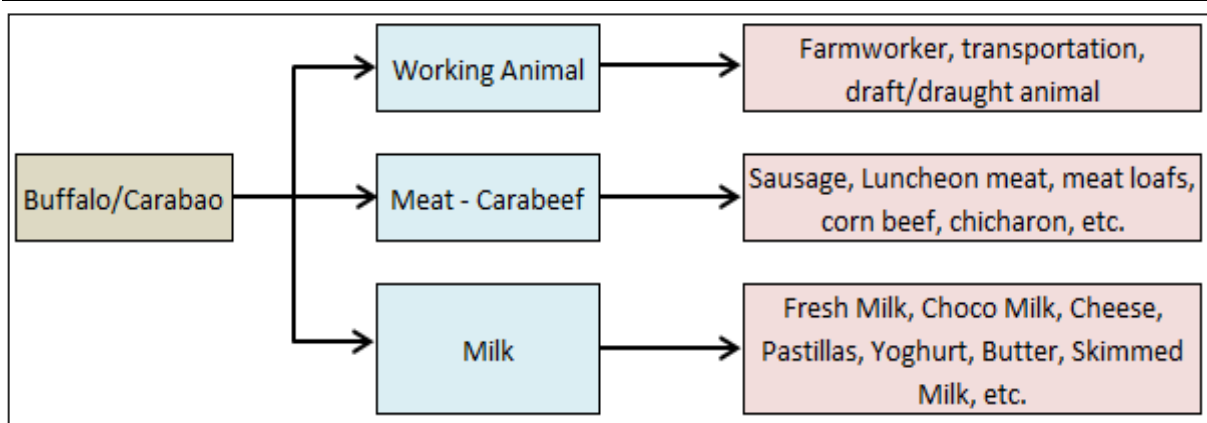 Buffalo/Carabao
Working Animal
Farmworker, transportation,
draft/draught animal
Meat - Carabeef
Sausage, Luncheon meat, meat loafs,
corn beef, chicharon, etc.
Milk
Fresh Milk, Choco Milk, Cheese,
Pastillas, Yoghurt, Butter, Skimmed
Milk, etc.